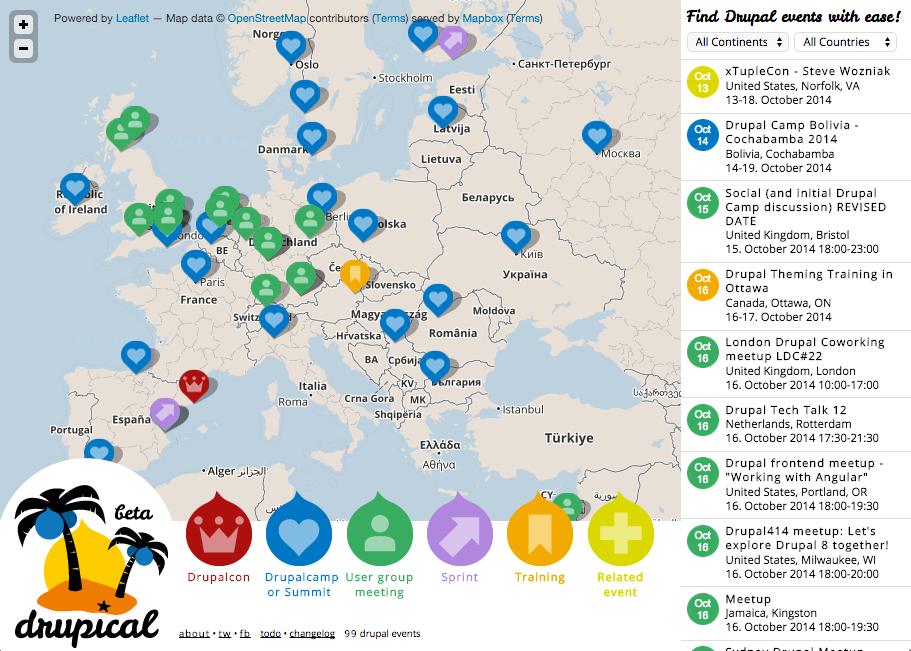 Powered by Leaflet — Map data © OpenStreetMap contributors (Terms) served by Mapbox (Terms)
+
−
Norge
Oslo
Stockholm
Санкт-Петербург
Eesti
Latvija
Danmark
Lietuva
Москва
Republic
of Ireland
Беларусь
London
Berlin
Polska
BE
Deutschland
Київ
Paris
Україна
France
Slovensko
Moldova
Magyarország
România
Hrvatska
BA
Србија
България
Italia
KV
Roma
Crna Gora
MK
Shqipëria
İstanbul
España
Portugal
Ελλάδα
Αθήνα
Türkiye
Alger الجزائر
CY
سورية
beta
drupical
Drupalcon
Drupalcamp
or Summit
User group
meeting
Sprint
Training
Related
event
about • tw • fb todo • changelog 99 drupal events
Find Drupal events with ease!
All Continents
All Countries
Oct
13
xTupleCon - Steve Wozniak
United States, Norfolk, VA
13-18. October 2014
Oct
14
Drupal Camp Bolivia -
Cochabamba 2014
Bolivia, Cochabamba
14-19. October 2014
Oct
15
Social (and initial Drupal
Camp discussion) REVISED
DATE
United Kingdom, Bristol
15. October 2014 18:00-23:00
Oct
16
Drupal Theming Training in
Ottawa
Canada, Ottawa, ON
16-17. October 2014
Oct
16
London Drupal Coworking
meetup LDC#22
United Kingdom, London
16. October 2014 10:00-17:00
Oct
16
Drupal Tech Talk 12
Netherlands, Rotterdam
16. October 2014 17:30-21:30
Oct
16
Drupal frontend meetup -
"Working with Angular"
United States, Portland, OR
16. October 2014 18:00-19:30
Oct
16
Drupal414 meetup: Let's
explore Drupal 8 together!
United States, Milwaukee, WI
16. October 2014 18:00-20:00
Oct
16
Meetup
Jamaica, Kingston
16. October 2014 18:00-19:30
Sydney Drupal Meetup